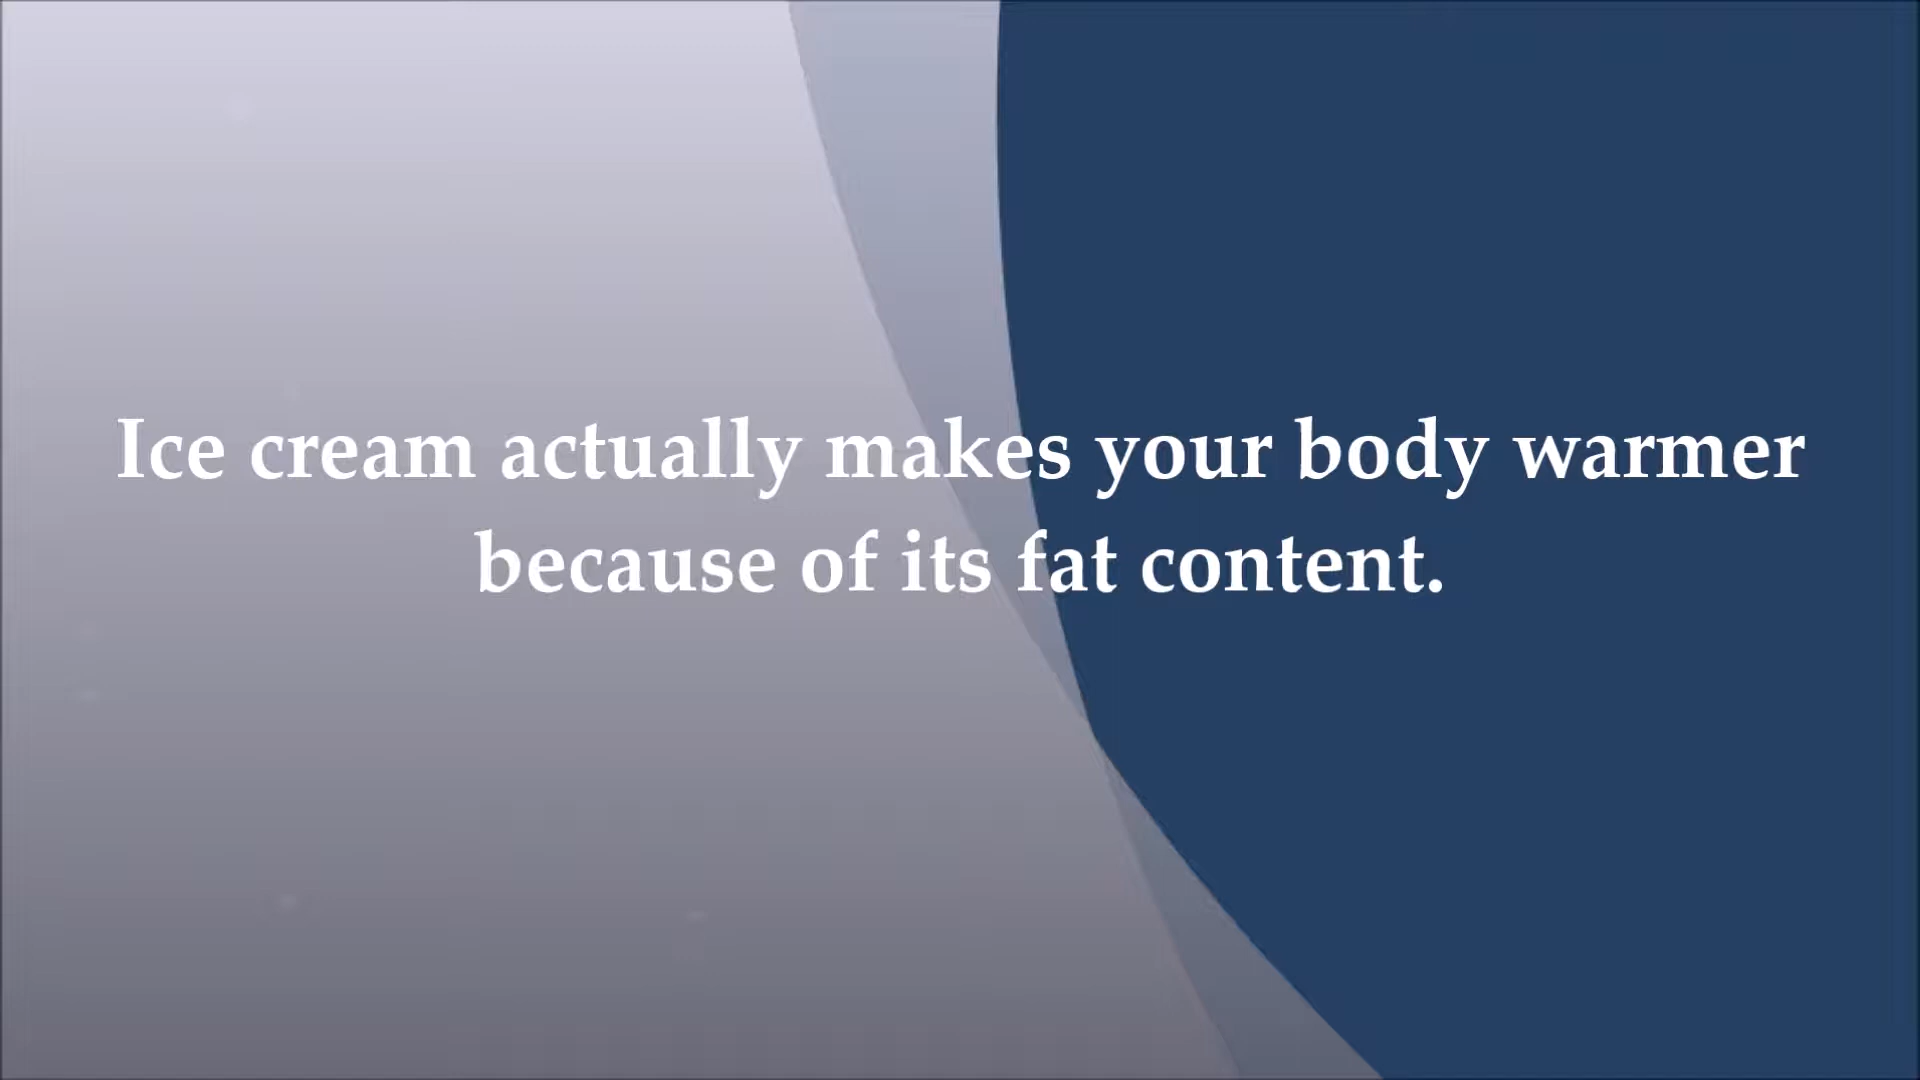 Ice cream actually makes your body warmer
because of its fat content.